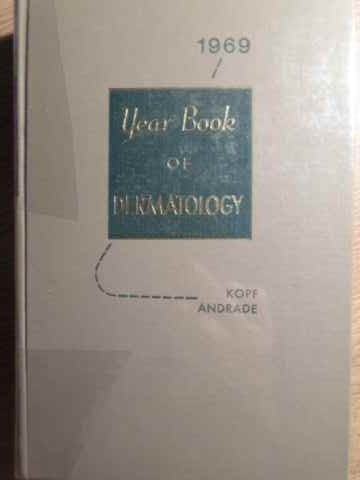 1969
Year Book
OF
DERMATOLOGY
KOPF
ANDRADE